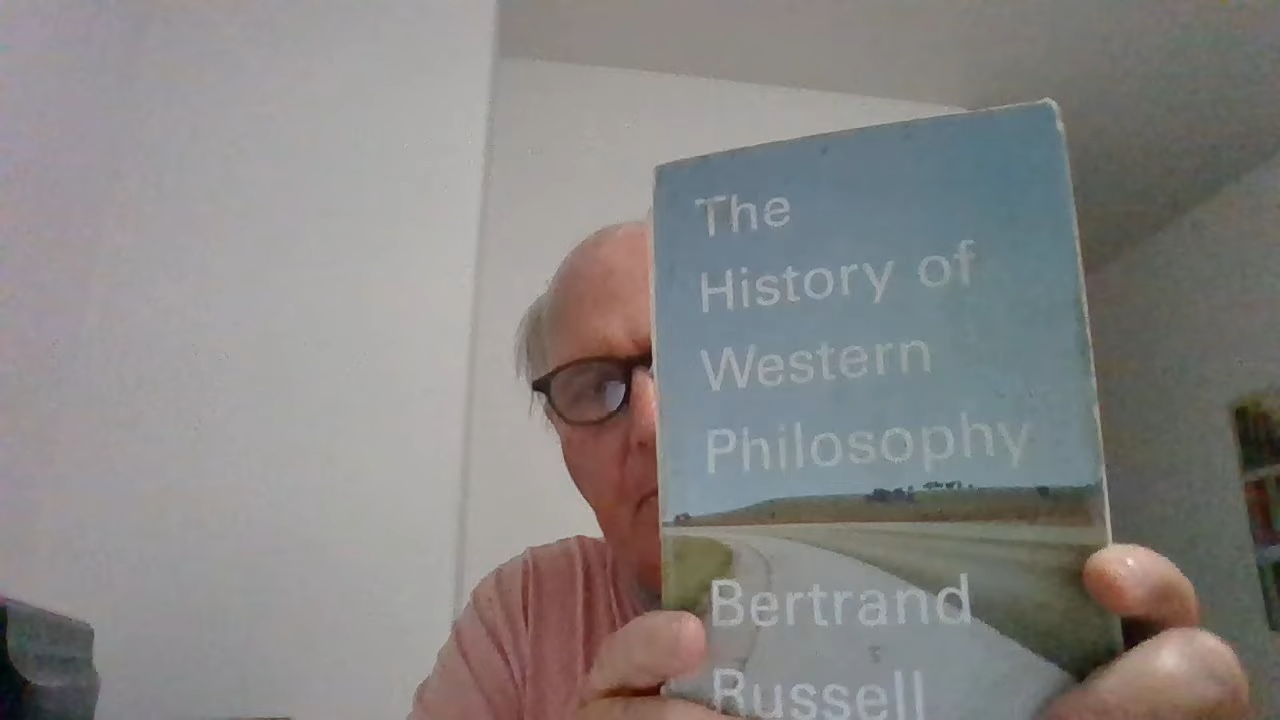 The
History of
Western
Philosophy
Bertrand
Russell